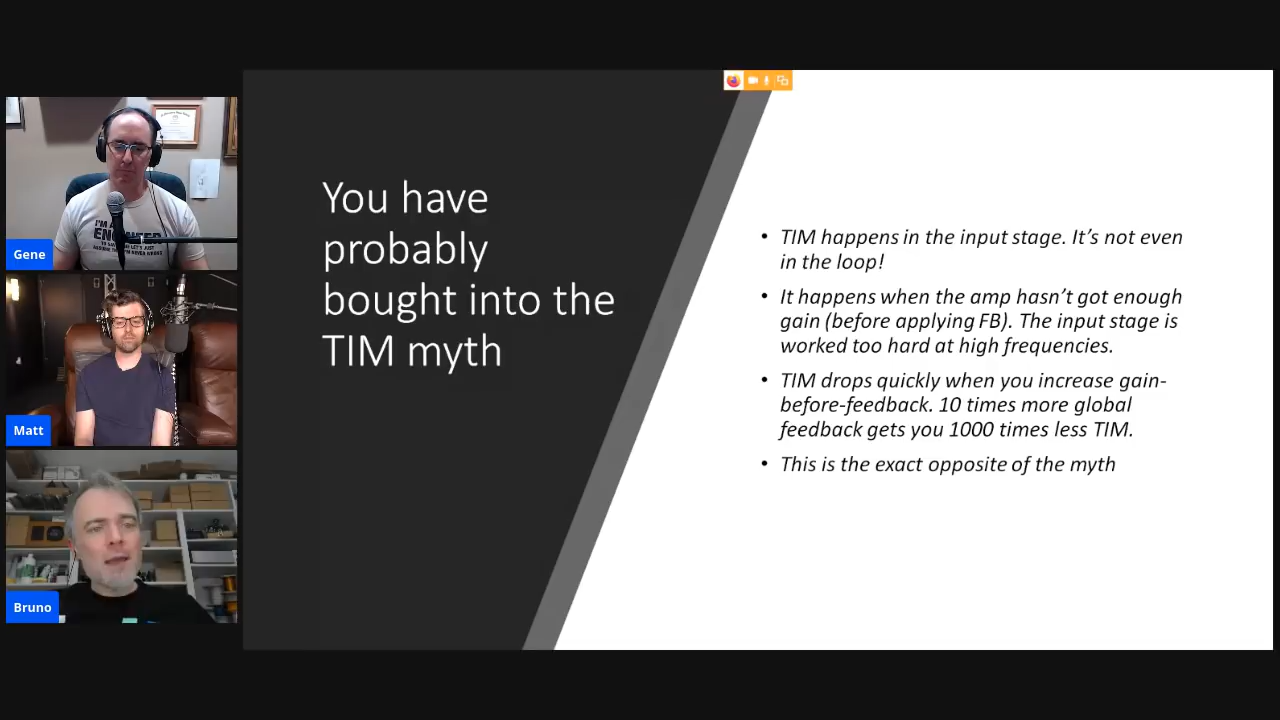 You have
probably
bought into the
TIM myth
• TIM happens in the input stage. It’s not even
in the loop!
• It happens when the amp hasn’t got enough
gain (before applying FB). The input stage is
worked too hard at high frequencies.
• TIM drops quickly when you increase gain-
before-feedback. 10 times more global
feedback gets you 1000 times less TIM.
• This is the exact opposite of the myth
Gene
I'M A
ENGINEER
Matt
Bruno